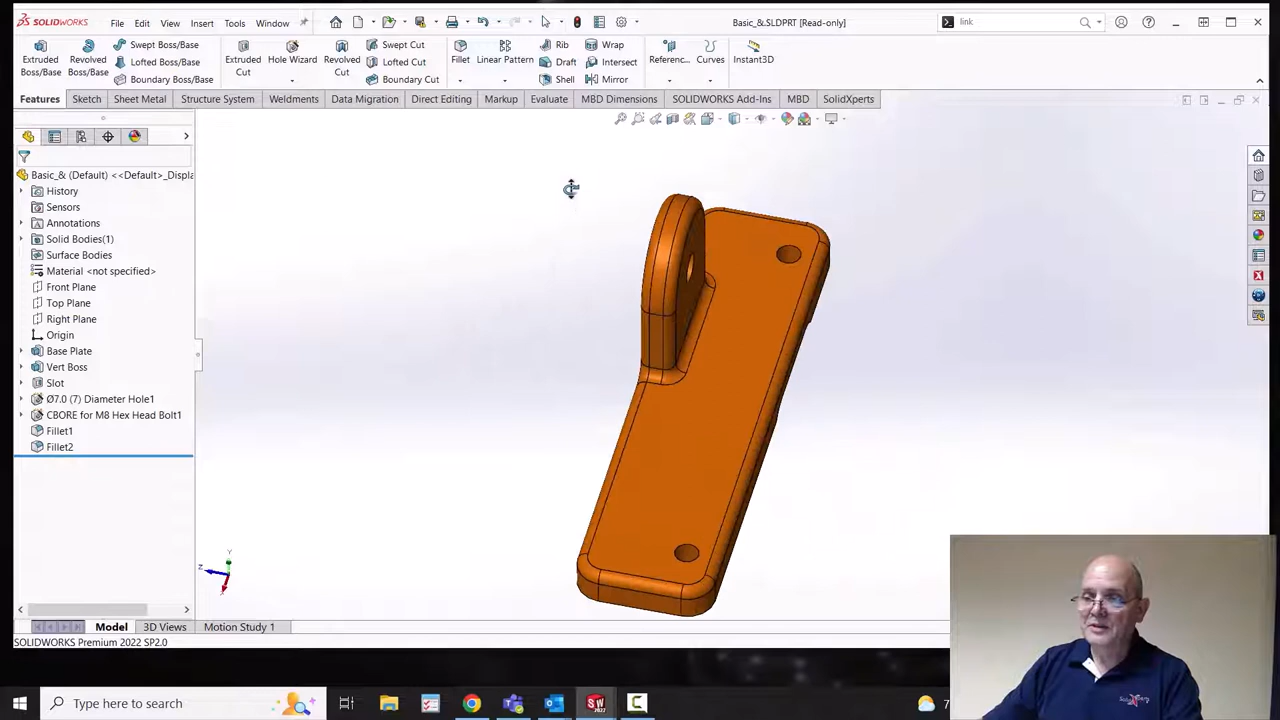 SOLIDWORKS File Edit View Insert Tools Window Basic_&.SLDPRT [Read-only] link
Extruded Boss/Base Revolved Boss/Base Swept Boss/Base Lofted Boss/Base Boundary Boss/Base Extruded Cut Hole Wizard Revolved Cut Swept Cut Lofted Cut Boundary Cut Fillet Linear Pattern Rib Draft Shell Wrap Intersect Mirror Referenc... Curves Instant3D
Features Sketch Sheet Metal Structure System Weldments Data Migration Direct Editing Markup Evaluate MBD Dimensions SOLIDWORKS Add-Ins MBD SolidXperts
Basic_& (Default) <<Default>_Displa
History
Sensors
Annotations
Solid Bodies(1)
Surface Bodies
Material <not specified>
Front Plane
Top Plane
Right Plane
Origin
Base Plate
Vert Boss
Slot
Ø7.0 (7) Diameter Hole1
CBORE for M8 Hex Head Bolt1
Fillet1
Fillet2
Y
Z
Model 3D Views Motion Study 1
SOLIDWORKS Premium 2022 SP2.0
Type here to search